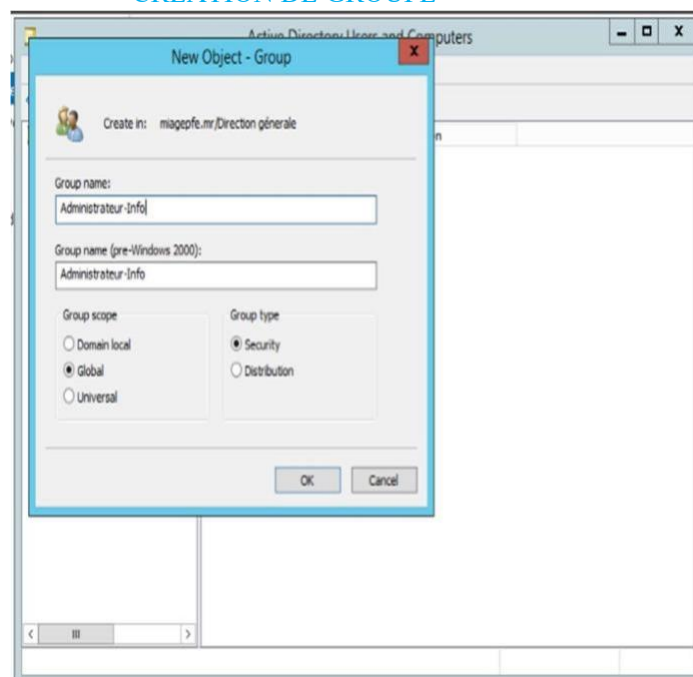 CREATION DE GROUPE
Active Directory Users and Computers
New Object - Group
Create in: miagepfe.mr/Direction génerale
Group name:
Administrateur-Info
Group name (pre-Windows 2000):
Administrateur-Info
Group scope
Domain local
Global
Universal
Group type
Security
Distribution
OK
Cancel